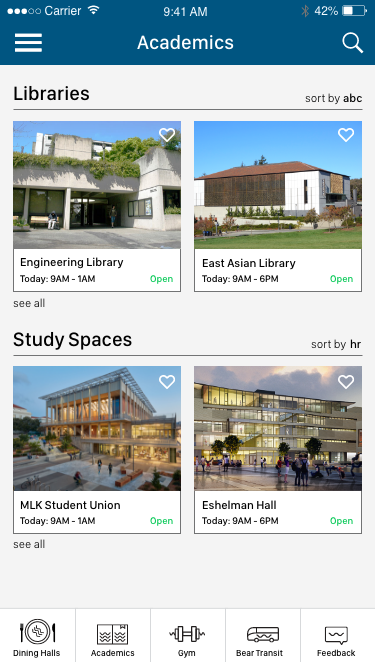 Carrier 9:41 AM 42%
Academics
Libraries sort by abc
Engineering Library
Today: 9AM - 1AM Open
East Asian Library
Today: 9AM - 6PM Open
see all
Study Spaces sort by hr
MLK Student Union
Today: 9AM - 1AM Open
Eshelman Hall
Today: 9AM - 6PM Open
see all
Dining Halls Academics Gym Bear Transit Feedback